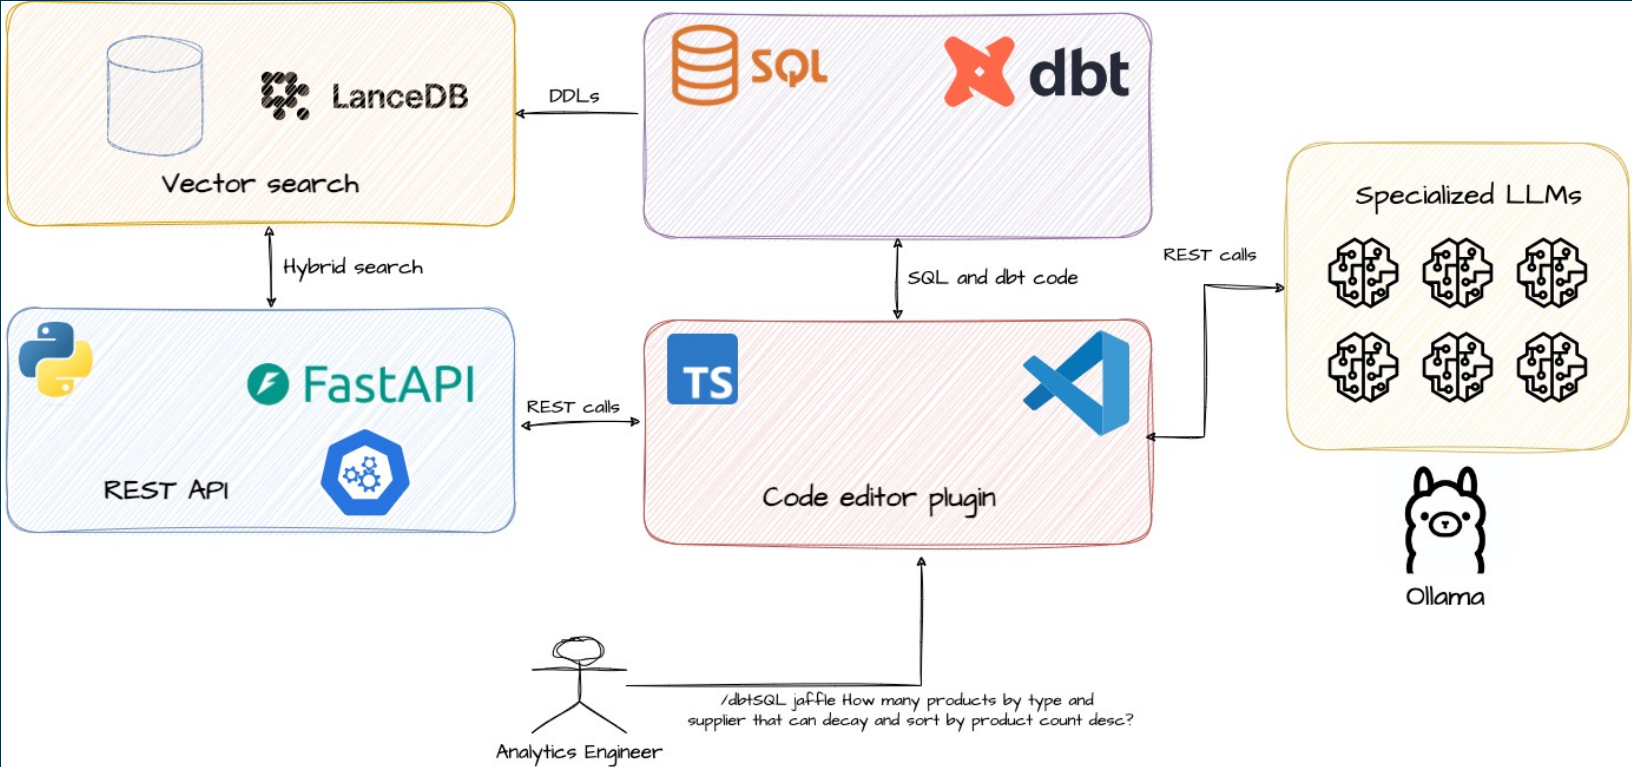 LanceDB
Vector search
DDLs
SQL
dbt
Hybrid search
SQL and dbt code
REST calls
Specialized LLMs
FastAPI
REST API
REST calls
TS
Code editor plugin
Ollama
/dbtSQL jaffle How many products by type and
supplier that can decay and sort by product count desc?
Analytics Engineer